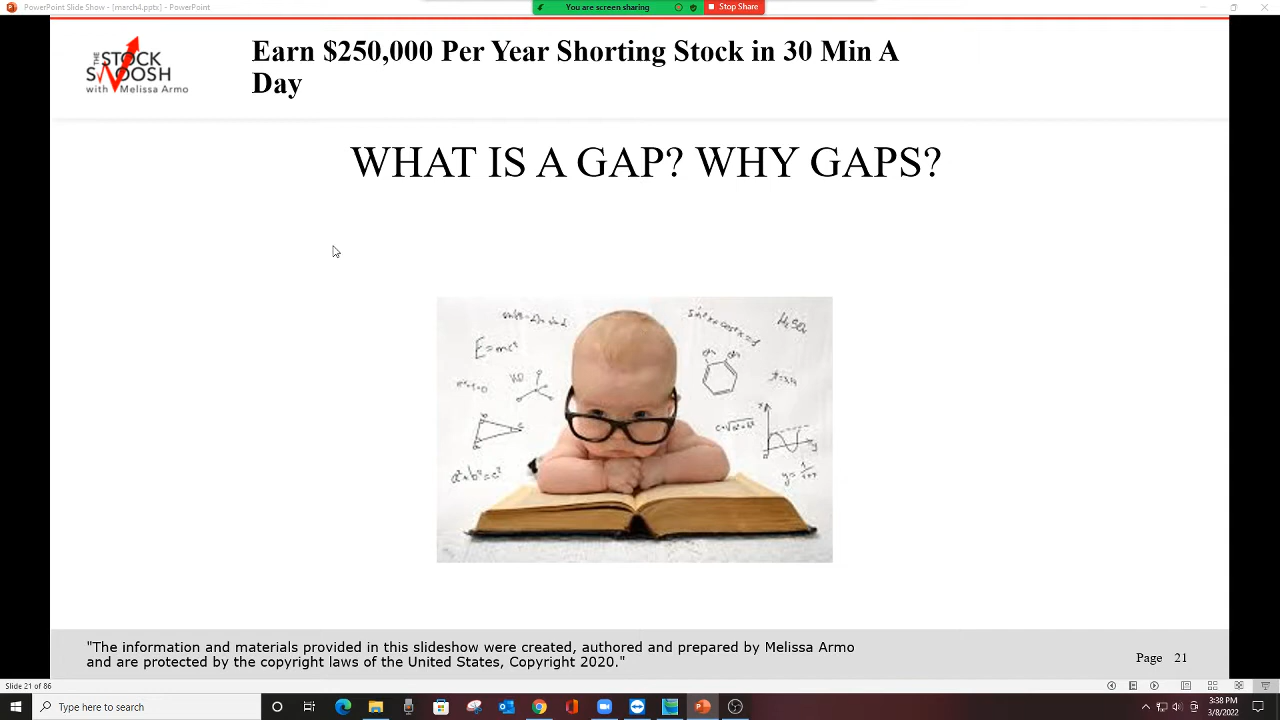 PowerPoint Slide Show - [march4.pptx] - PowerPoint
You are screen sharing
Stop Share
THE
STOCK
SWOOSH
with Melissa Armo
Earn $250,000 Per Year Shorting Stock in 30 Min A
Day
WHAT IS A GAP? WHY GAPS?
E=mc²
a²+b²=c²
"The information and materials provided in this slideshow were created, authored and prepared by Melissa Armo
and are protected by the copyright laws of the United States, Copyright 2020."
Page 21
Slide 21 of 86
Type here to search
3:38 PM
3/8/2022